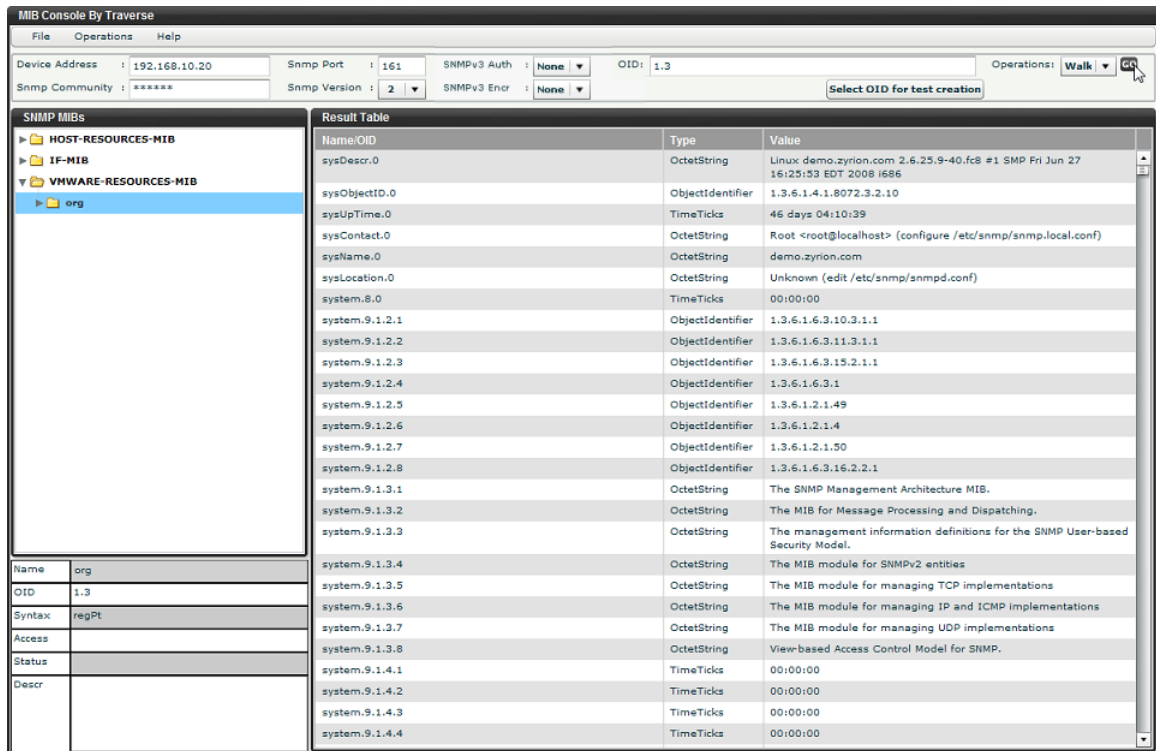 MIB Console By Traverse
File Operations Help
Device Address : 192.168.10.20 Snmp Port : 161 SNMPv3 Auth : None OID: 1.3 Operations: Walk GO
Snmp Community : ****** Snmp Version : 2 SNMPv3 Encr : None Select OID for test creation
SNMP MIBs
HOST-RESOURCES-MIB
IF-MIB
VMWARE-RESOURCES-MIB
org
Name org
OID 1.3
Syntax regPt
Access
Status
Descr
Result Table
Name/OID Type Value
sysDescr.0 OctetString Linux demo.zyrion.com 2.6.25.9-40.fc8 #1 SMP Fri Jun 27
16:25:53 EDT 2008 i686
sysObjectID.0 ObjectIdentifier 1.3.6.1.4.1.8072.3.2.10
sysUpTime.0 TimeTicks 46 days 04:10:39
sysContact.0 OctetString Root <root@localhost> (configure /etc/snmp/snmp.local.conf)
sysName.0 OctetString demo.zyrion.com
sysLocation.0 OctetString Unknown (edit /etc/snmp/snmpd.conf)
system.8.0 TimeTicks 00:00:00
system.9.1.2.1 ObjectIdentifier 1.3.6.1.6.3.10.3.1.1
system.9.1.2.2 ObjectIdentifier 1.3.6.1.6.3.11.3.1.1
system.9.1.2.3 ObjectIdentifier 1.3.6.1.6.3.15.2.1.1
system.9.1.2.4 ObjectIdentifier 1.3.6.1.6.3.1
system.9.1.2.5 ObjectIdentifier 1.3.6.1.2.1.49
system.9.1.2.6 ObjectIdentifier 1.3.6.1.2.1.4
system.9.1.2.7 ObjectIdentifier 1.3.6.1.2.1.50
system.9.1.2.8 ObjectIdentifier 1.3.6.1.6.3.16.2.2.1
system.9.1.3.1 OctetString The SNMP Management Architecture MIB.
system.9.1.3.2 OctetString The MIB for Message Processing and Dispatching.
system.9.1.3.3 OctetString The management information definitions for the SNMP User-based
Security Model.
system.9.1.3.4 OctetString The MIB module for SNMPv2 entities
system.9.1.3.5 OctetString The MIB module for managing TCP implementations
system.9.1.3.6 OctetString The MIB module for managing IP and ICMP implementations
system.9.1.3.7 OctetString The MIB module for managing UDP implementations
system.9.1.3.8 OctetString View-based Access Control Model for SNMP.
system.9.1.4.1 TimeTicks 00:00:00
system.9.1.4.2 TimeTicks 00:00:00
system.9.1.4.3 TimeTicks 00:00:00
system.9.1.4.4 TimeTicks 00:00:00